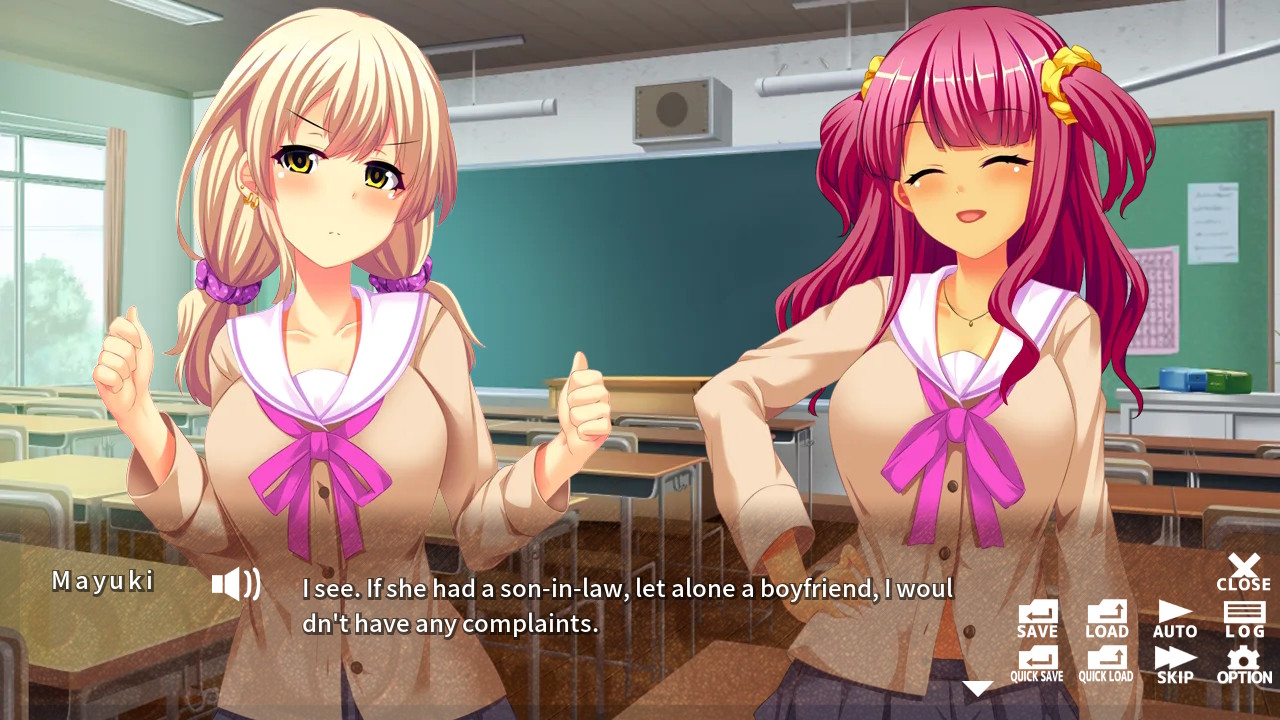 Mayuki
I see. If she had a son-in-law, let alone a boyfriend, I woul
dn't have any complaints.
CLOSE
SAVE
LOAD
AUTO
LOG
QUICK SAVE
QUICK LOAD
SKIP
OPTION